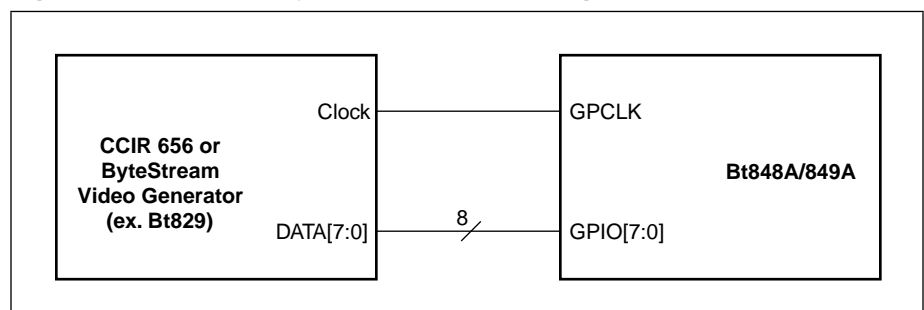 Clock
GPCLK
CCIR 656 or
ByteStream
Video Generator
(ex. Bt829)
Bt848A/849A
DATA[7:0]
8
GPIO[7:0]